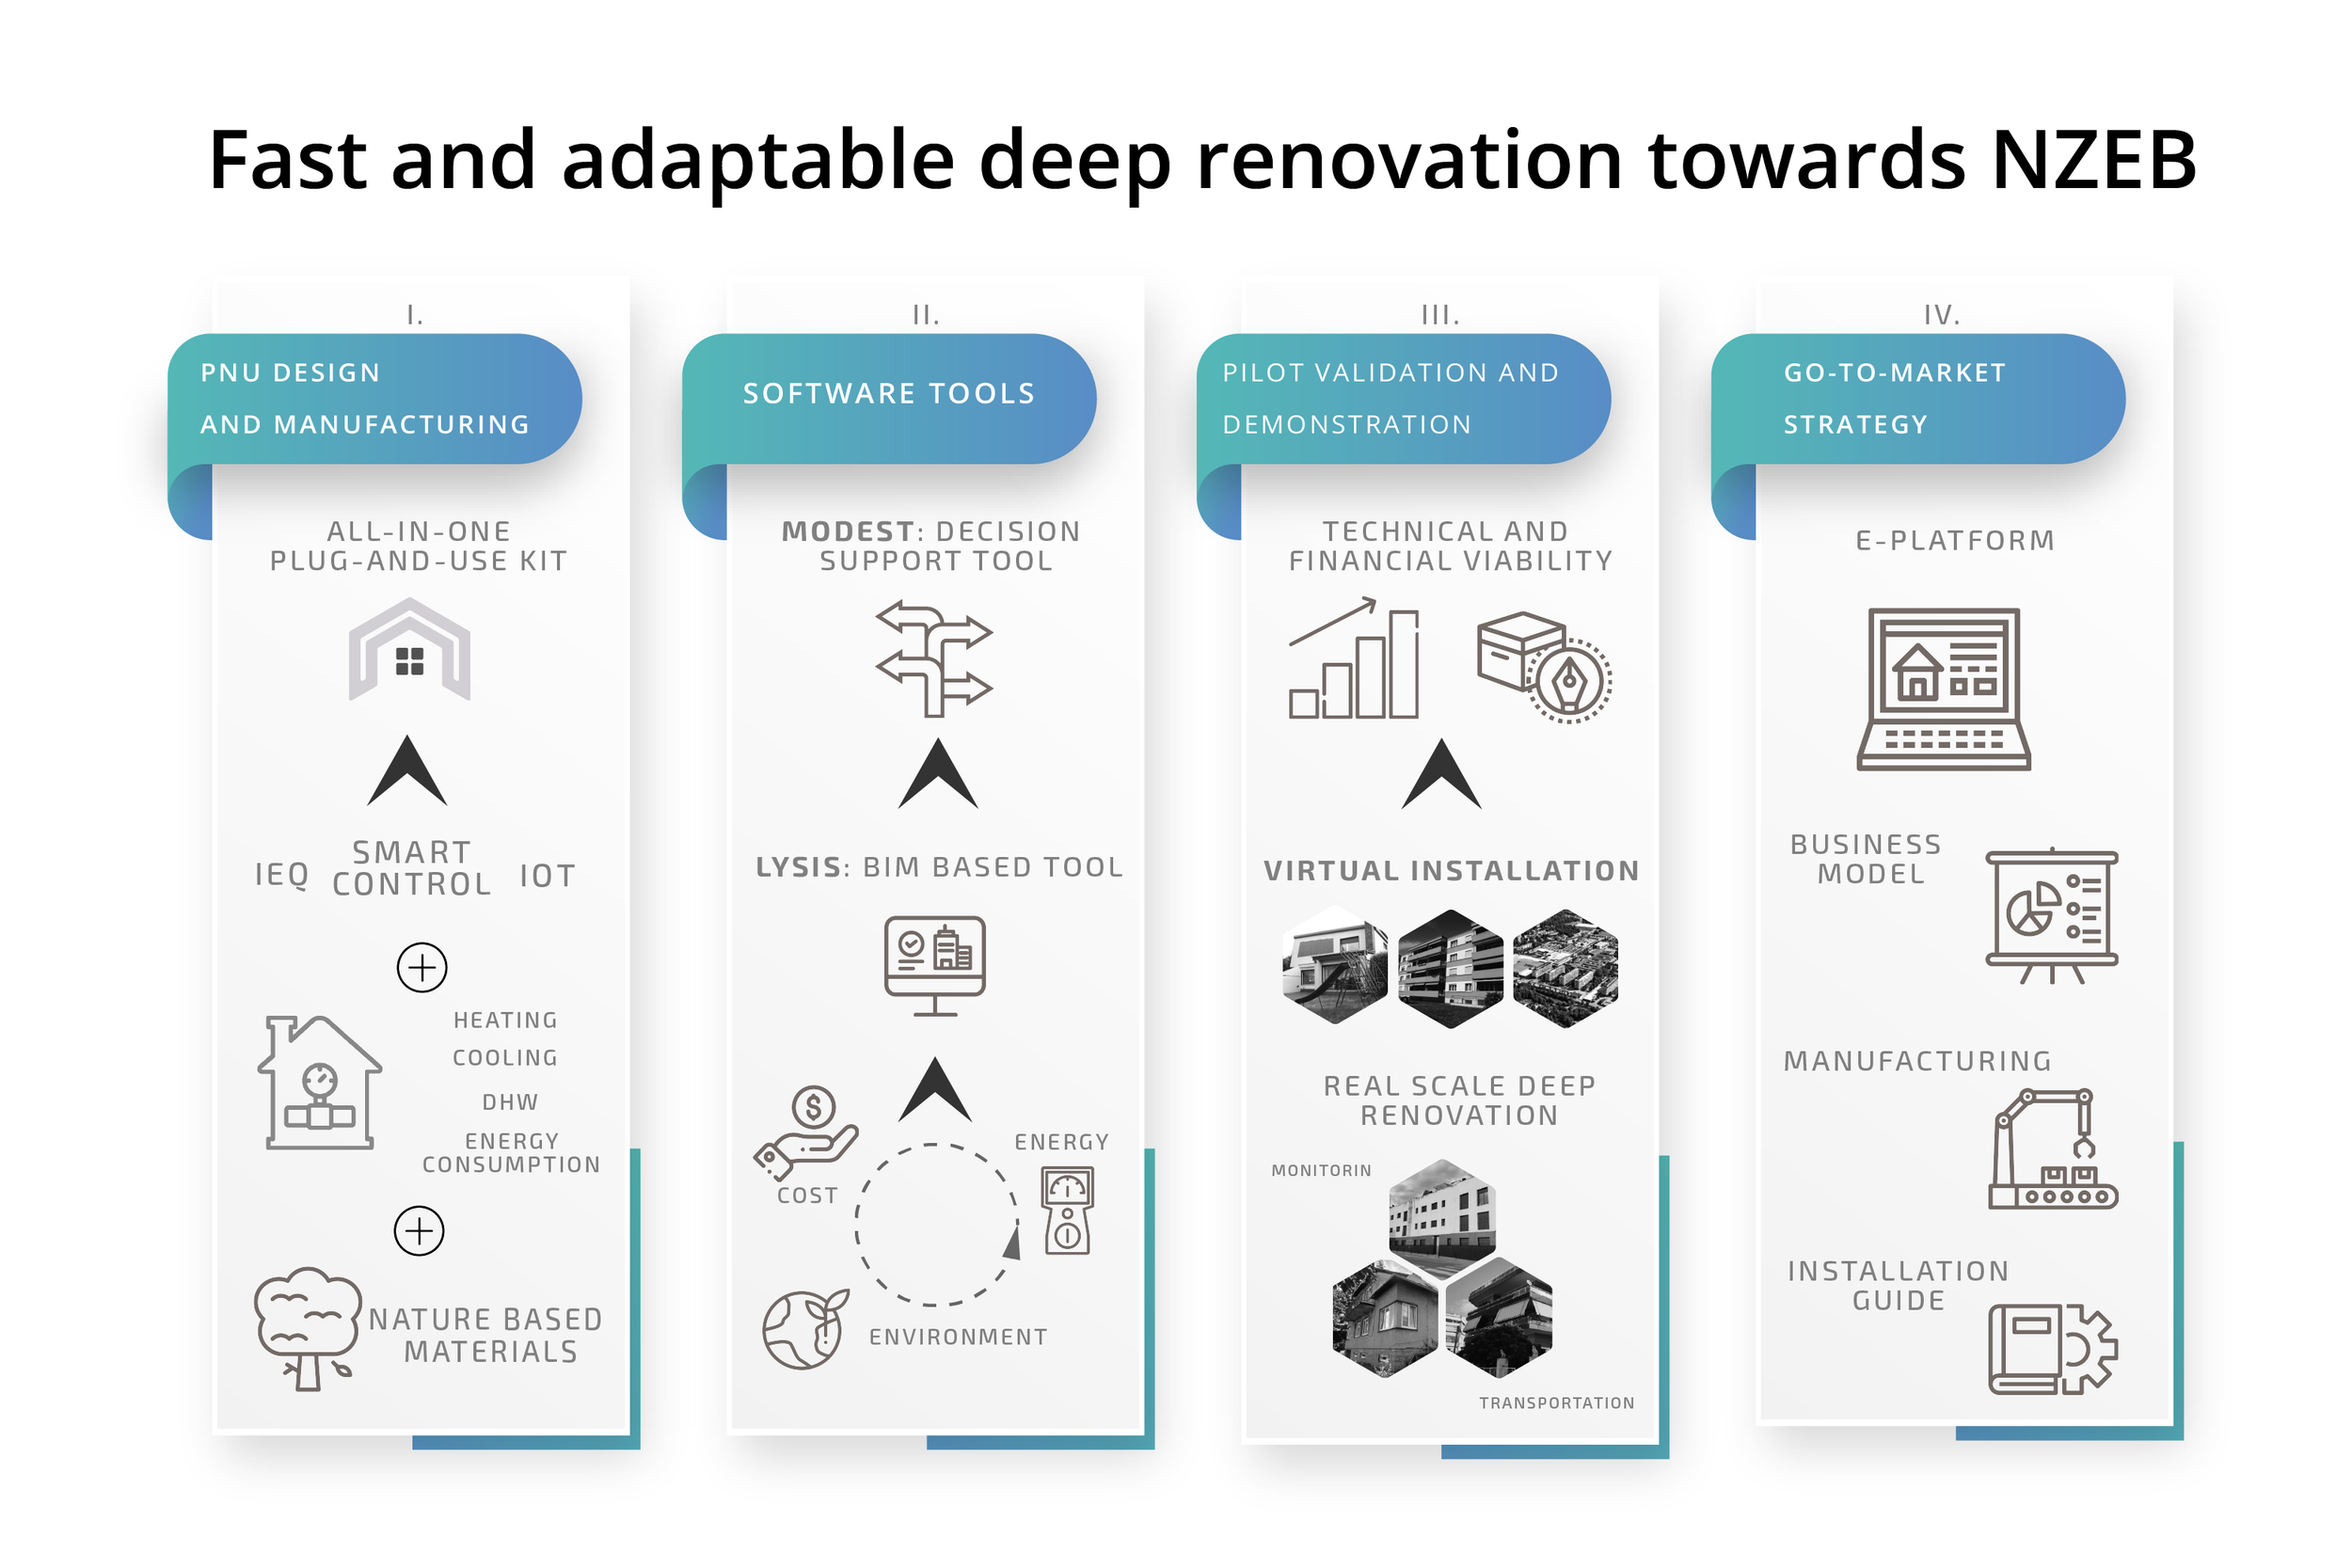 Fast and adaptable deep renovation towards NZEB
I.
PNU DESIGN
AND MANUFACTURING
ALL-IN-ONE
PLUG-AND-USE KIT
IEQ
SMART
CONTROL
IOT
HEATING
COOLING
DHW
ENERGY
CONSUMPTION
NATURE BASED
MATERIALS
II.
SOFTWARE TOOLS
MODEST: DECISION
SUPPORT TOOL
LYSIS: BIM BASED TOOL
$
COST
ENERGY
ENVIRONMENT
III.
PILOT VALIDATION AND
DEMONSTRATION
TECHNICAL AND
FINANCIAL VIABILITY
VIRTUAL INSTALLATION
REAL SCALE DEEP
RENOVATION
MONITORIN
TRANSPORTATION
IV.
GO-TO-MARKET
STRATEGY
E-PLATFORM
BUSINESS
MODEL
MANUFACTURING
INSTALLATION
GUIDE